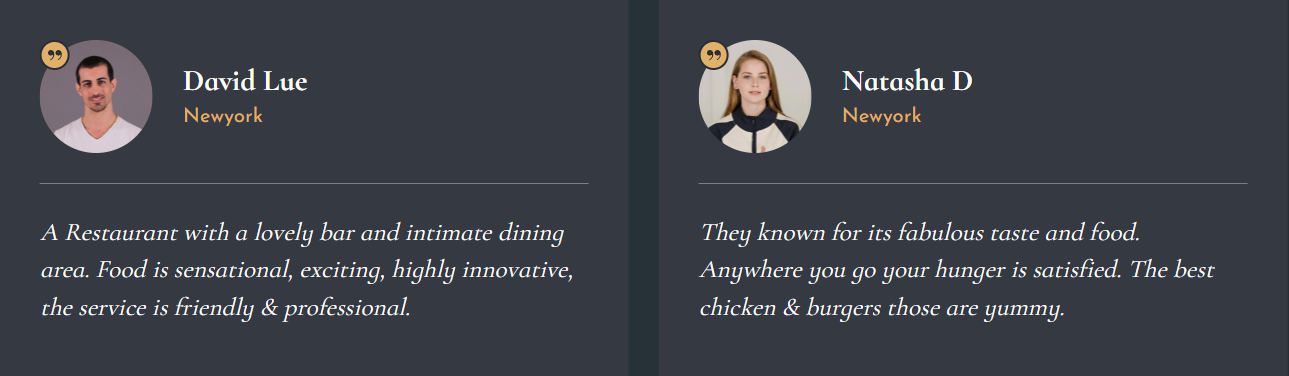 David Lue
Newyork
A Restaurant with a lovely bar and intimate dining
area. Food is sensational, exciting, highly innovative,
the service is friendly & professional.
Natasha D
Newyork
They known for its fabulous taste and food.
Anywhere you go your hunger is satisfied. The best
chicken & burgers those are yummy.